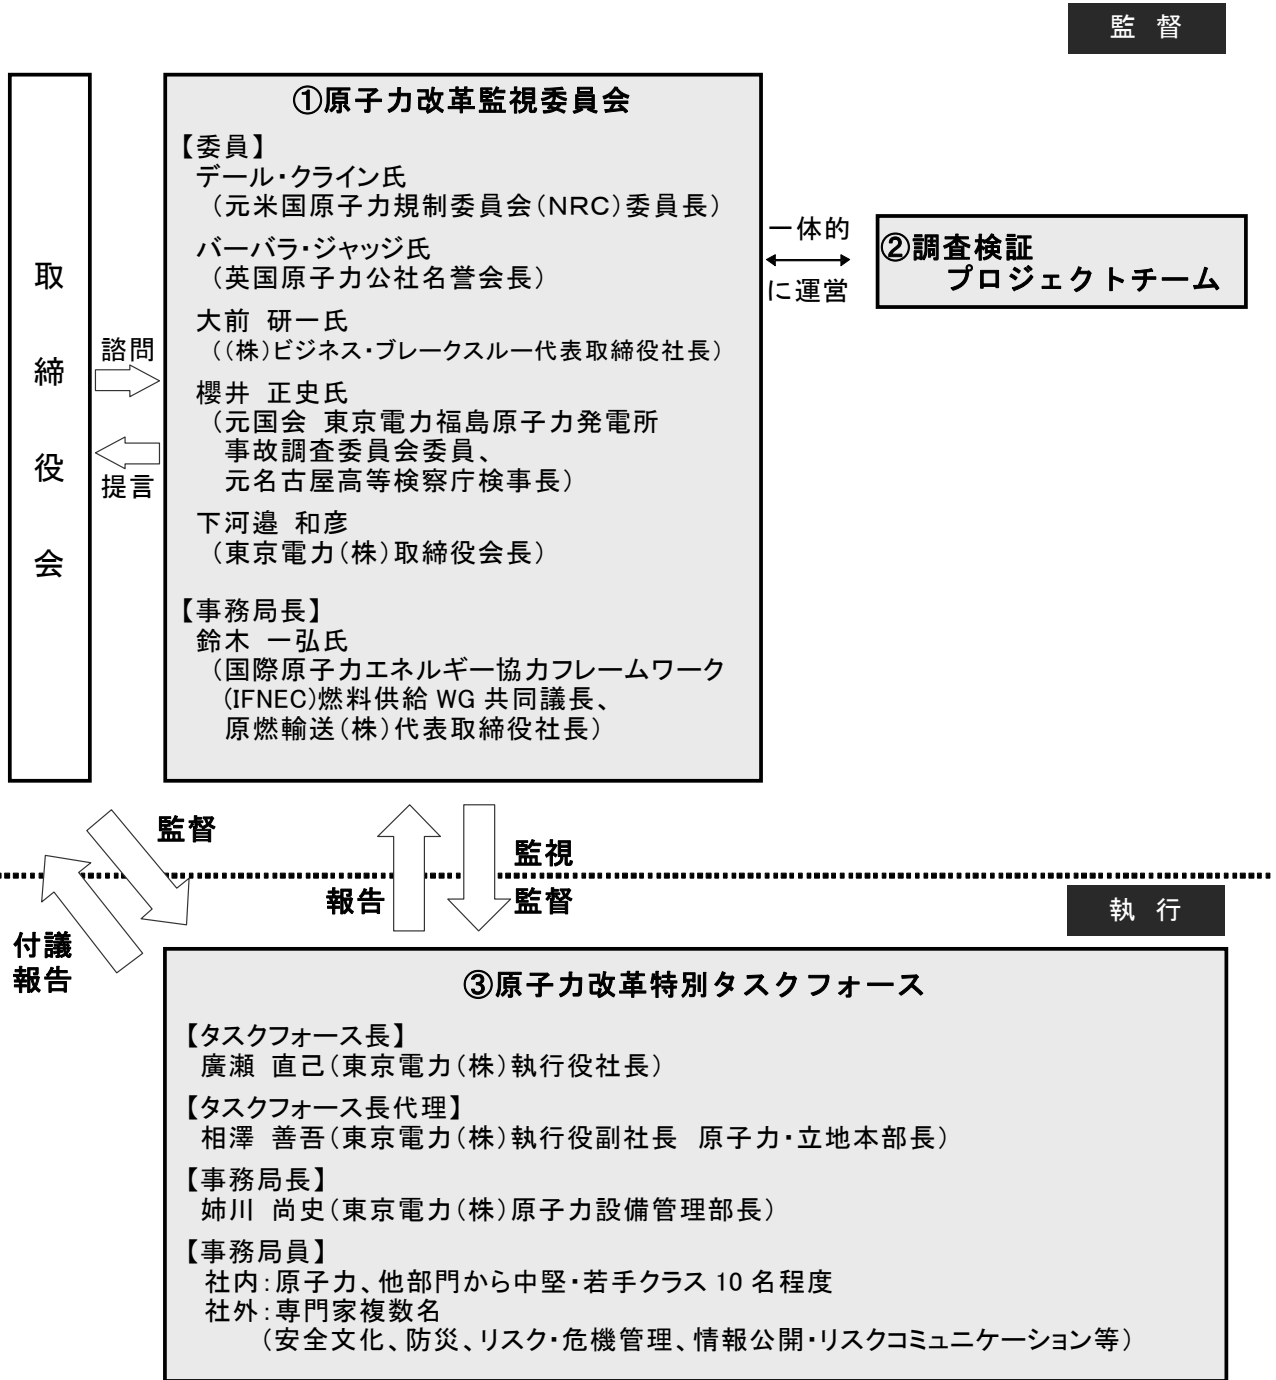 監 督
①原子力改革監視委員会
【委員】
デール・クライン氏
（元米国原子力規制委員会（NRC）委員長）
バーバラ・ジャッジ氏
（英国原子力公社名誉会長）
大前 研一氏
（（株）ビジネス・ブレークスルー代表取締役社長）
櫻井 正史氏
（元国会 東京電力福島原子力発電所
事故調査委員会委員、
元名古屋高等検察庁検事長）
下河邉 和彦
（東京電力（株）取締役会長）
【事務局長】
鈴木 一弘氏
（国際原子力エネルギー協力フレームワーク
(IFNEC)燃料供給 WG 共同議長、
原燃輸送（株）代表取締役社長）
取締役会
諮問
提言
一体的
に運営
②調査検証
プロジェクトチーム
監督
監視
報告
監督
執 行
付議
報告
③原子力改革特別タスクフォース
【タスクフォース長】
廣瀬 直己（東京電力（株）執行役社長）
【タスクフォース長代理】
相澤 善吾（東京電力（株）執行役副社長 原子力・立地本部長）
【事務局長】
姉川 尚史（東京電力（株）原子力設備管理部長）
【事務局員】
社内：原子力、他部門から中堅・若手クラス 10 名程度
社外：専門家複数名
（安全文化、防災、リスク・危機管理、情報公開・リスクコミュニケーション等）